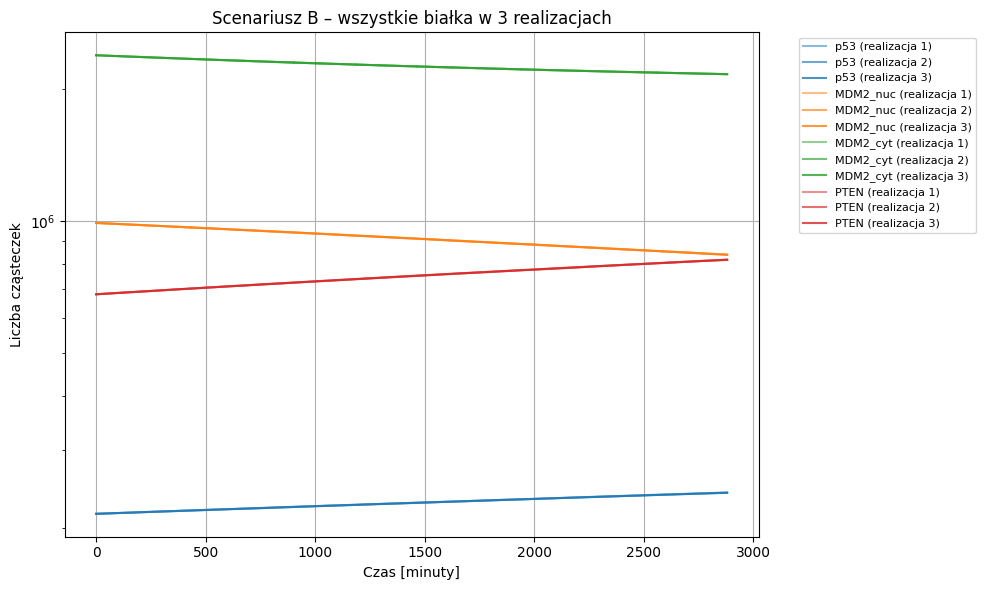 Scenariusz B – wszystkie białka w 3 realizacjach
Liczba cząsteczek
10^6
0 500 1000 1500 2000 2500 3000
Czas [minuty]
p53 (realizacja 1)
p53 (realizacja 2)
p53 (realizacja 3)
MDM2_nuc (realizacja 1)
MDM2_nuc (realizacja 2)
MDM2_nuc (realizacja 3)
MDM2_cyt (realizacja 1)
MDM2_cyt (realizacja 2)
MDM2_cyt (realizacja 3)
PTEN (realizacja 1)
PTEN (realizacja 2)
PTEN (realizacja 3)